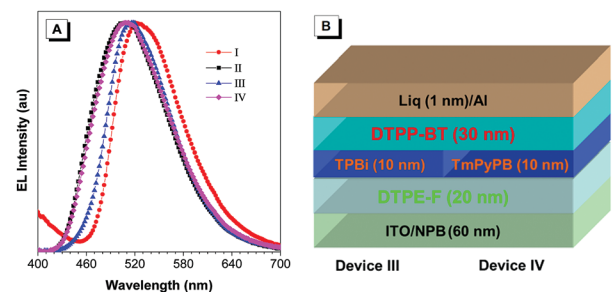 A
I
II
III
IV
EL Intensity (au)
400 460 520 580 640 700
Wavelength (nm)
B
Liq (1 nm)/Al
DTPP-BT (30 nm)
TPBi (10 nm) TmPyPB (10 nm)
DTPE-F (20 nm)
ITO/NPB (60 nm)
Device III Device IV